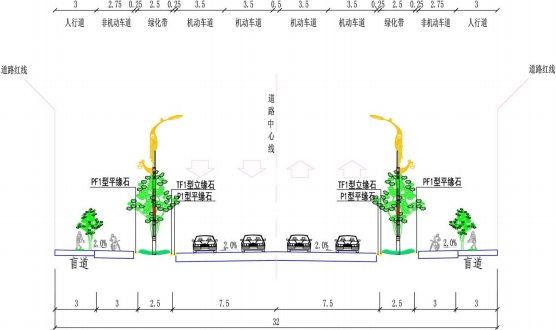 3 2.75 0.25 2.5 0.25 3.5 3.5 0.5 3.5 3.5 0.25 2.5 0.25 2.75 3
人行道 非机动车道 绿化带 机动车道 机动车道 机动车道 机动车道 绿化带 非机动车道 人行道
道路红线 道路中心线 道路红线
PF1型平缘石 TF1型立缘石 TF1型立缘石 PF1型平缘石
P1型平缘石 P1型平缘石
2.0% 2.0% 2.0% 2.0%
盲道 盲道
3 3 2.5 7.5 7.5 2.5 3 3
32